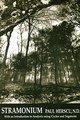 STRAMONIUM PAUL HERSCU, N.D.
With an Introduction to Analysis using Cycles and Segments